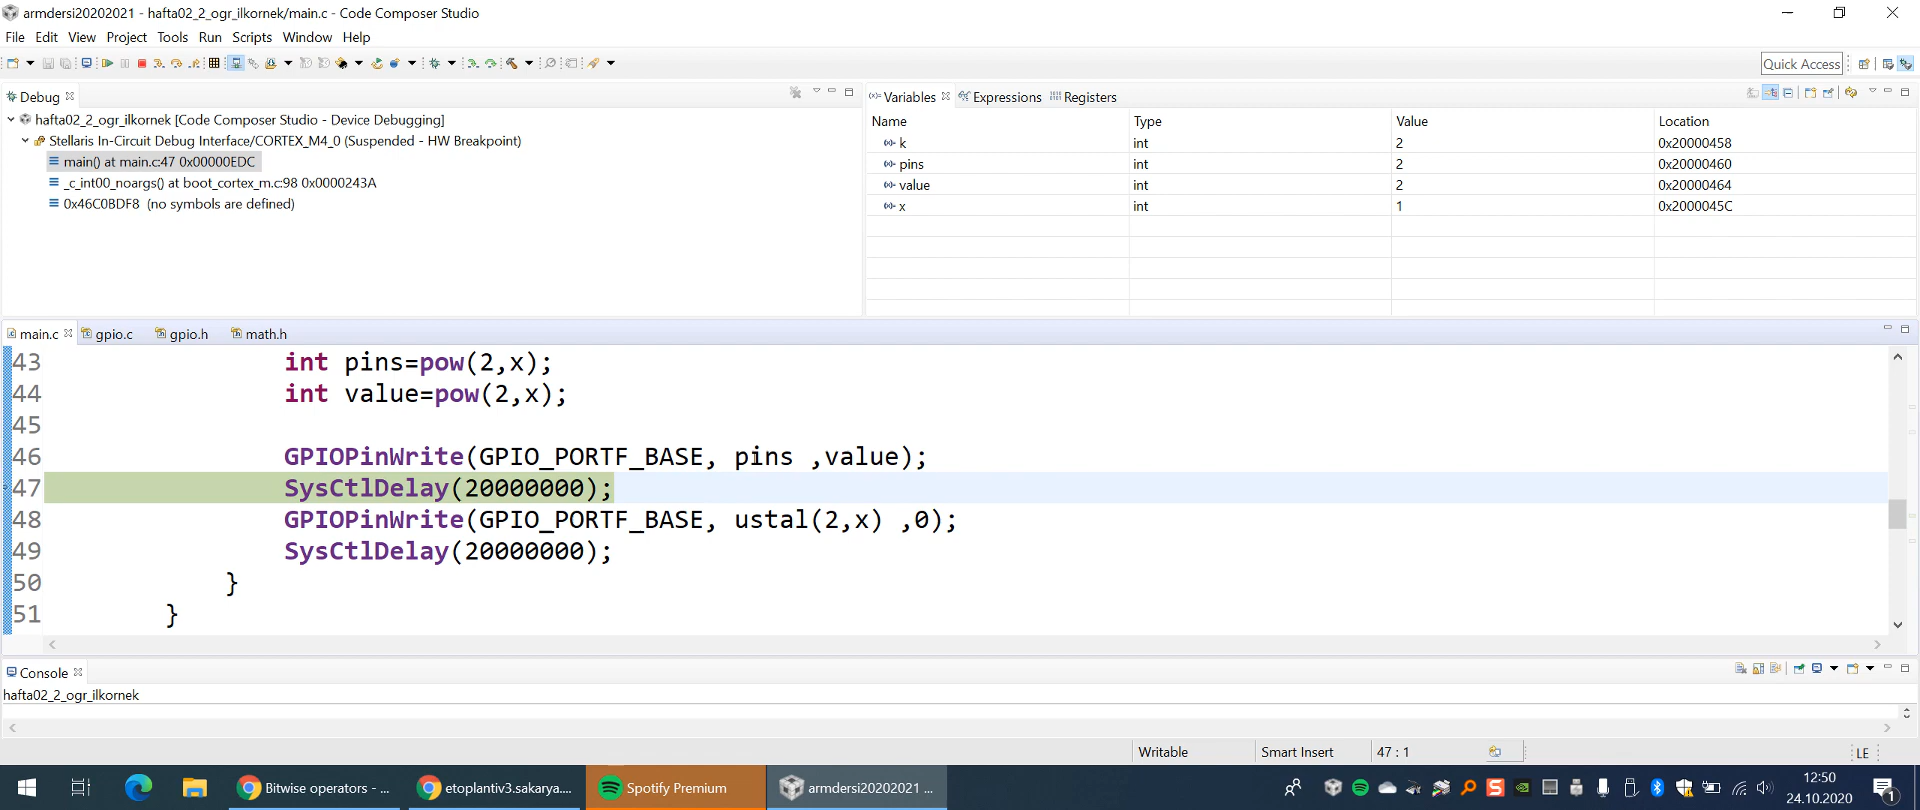 armdersi20202021 - hafta02_2_ogr_ilkornek/main.c - Code Composer Studio
File Edit View Project Tools Run Scripts Window Help
Quick Access
Debug
hafta02_2_ogr_ilkornek [Code Composer Studio - Device Debugging]
Stellaris In-Circuit Debug Interface/CORTEX_M4_0 (Suspended - HW Breakpoint)
main() at main.c:47 0x00000EDC
_c_int00_noargs() at boot_cortex_m.c:98 0x0000243A
0x46C0BDF8 (no symbols are defined)
(x)= Variables Expressions Registers
Name Type Value Location
(x)= k int 2 0x20000458
(x)= pins int 2 0x20000460
(x)= value int 2 0x20000464
(x)= x int 1 0x2000045C
main.c gpio.c gpio.h math.h
43 int pins=pow(2,x);
44 int value=pow(2,x);
45
46 GPIOPinWrite(GPIO_PORTF_BASE, pins ,value);
47 SysCtlDelay(20000000);
48 GPIOPinWrite(GPIO_PORTF_BASE, ustal(2,x) ,0);
49 SysCtlDelay(20000000);
50 }
51 }
Console
hafta02_2_ogr_ilkornek
Writable Smart Insert 47 : 1 LE
Bitwise operators - ... etoplantiv3.sakarya.... Spotify Premium armdersi20202021 ...
12:50
24.10.2020
1